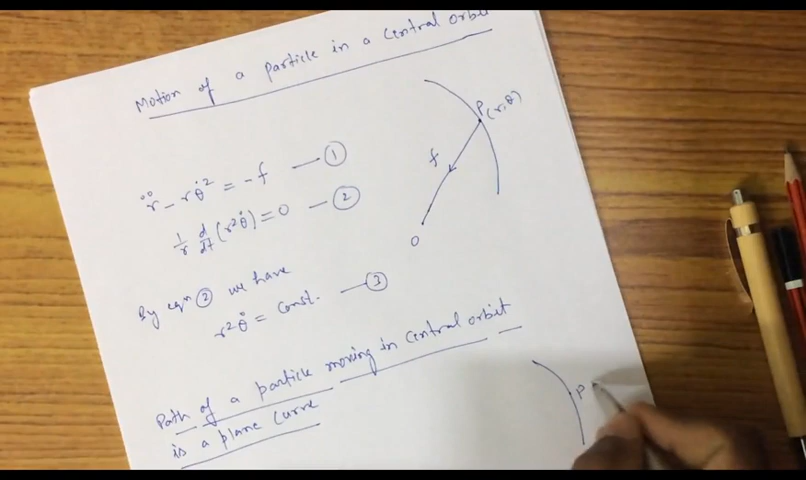 Motion of a particle in a central orbit
P(r,θ)
f
O
r̈ - rθ̇² = -f — ①
1/r d/dt (r²θ̇) = 0 — ②
By eqn ② we have
r²θ̇ = const. — ③
Path of a particle moving in central orbit
is a plane curve
P